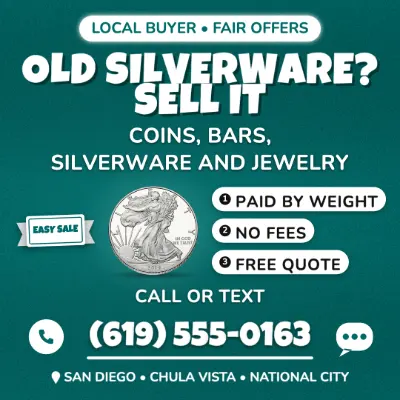 LOCAL BUYER • FAIR OFFERS
OLD SILVERWARE?
SELL IT
COINS, BARS,
SILVERWARE AND JEWELRY
EASY SALE
1 PAID BY WEIGHT
2 NO FEES
3 FREE QUOTE
CALL OR TEXT
(619) 555-0163
SAN DIEGO • CHULA VISTA • NATIONAL CITY